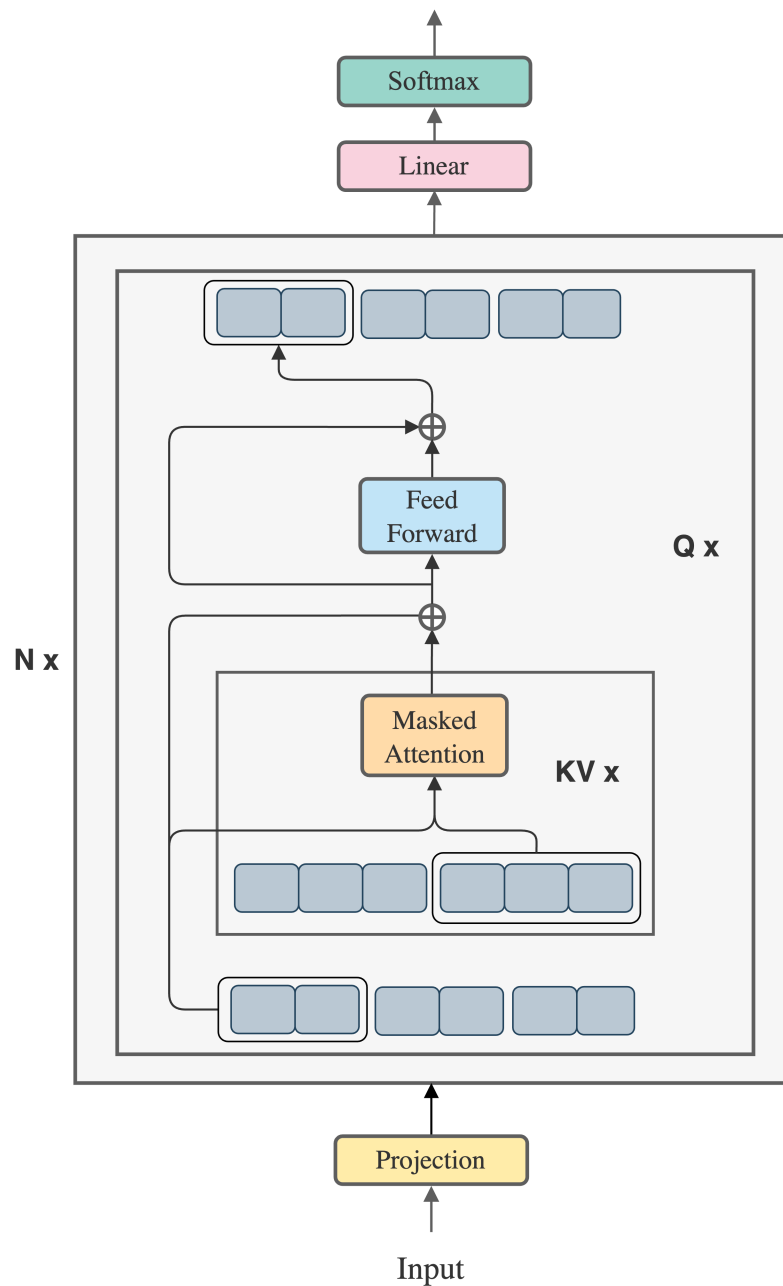 Softmax
Linear
Feed
Forward
Q x
N x
Masked
Attention
KV x
Projection
Input